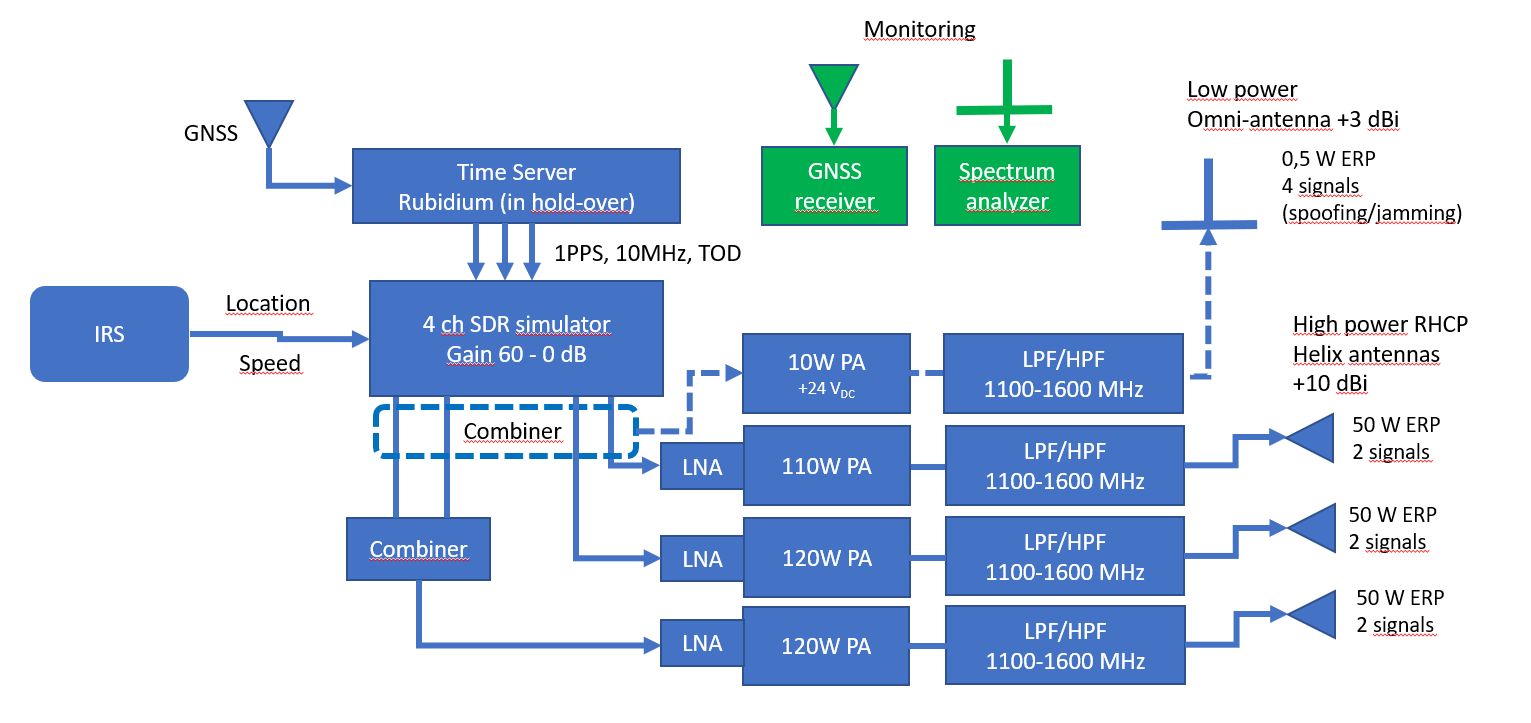 Monitoring
GNSS
Time Server
Rubidium (in hold-over)
GNSS
receiver
Spectrum
analyzer
Low power
Omni-antenna +3 dBi
0,5 W ERP
4 signals
(spoofing/jamming)
1PPS, 10MHz, TOD
IRS
Location
Speed
4 ch SDR simulator
Gain 60 - 0 dB
Combiner
10W PA
+24 VDC
LPF/HPF
1100-1600 MHz
High power RHCP
Helix antennas
+10 dBi
LNA
110W PA
LPF/HPF
1100-1600 MHz
50 W ERP
2 signals
Combiner
LNA
120W PA
LPF/HPF
1100-1600 MHz
50 W ERP
2 signals
LNA
120W PA
LPF/HPF
1100-1600 MHz
50 W ERP
2 signals